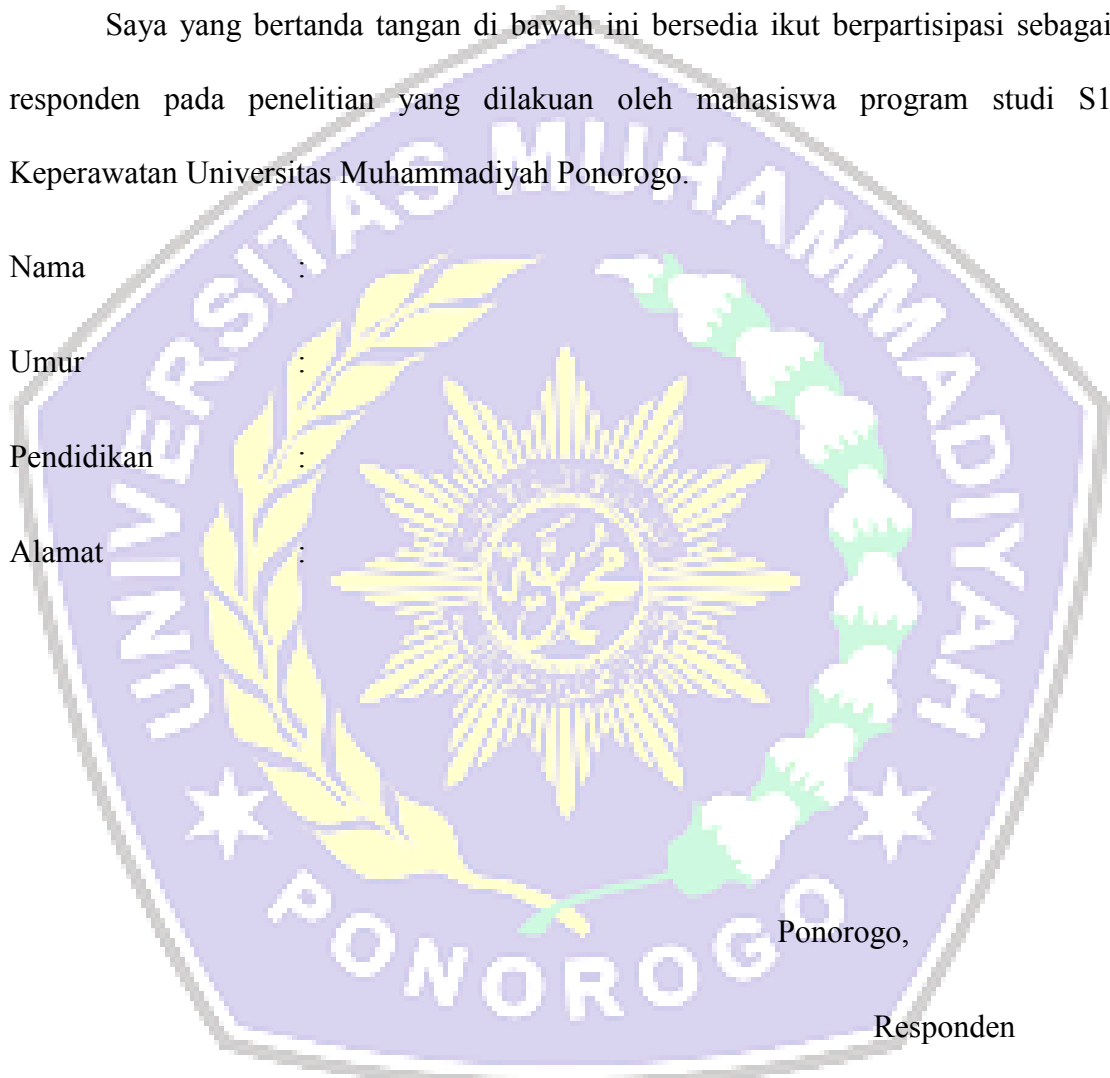 Saya yang bertanda tangan di bawah ini bersedia ikut berpartisipasi sebagai
responden pada penelitian yang dilakuan oleh mahasiswa program studi S1
Keperawatan Universitas Muhammadiyah Ponorogo.
Nama :
Umur :
Pendidikan :
Alamat :
Ponorogo,
Responden
UNIVERSITAS MUHAMMADIYAH
PONOROGO